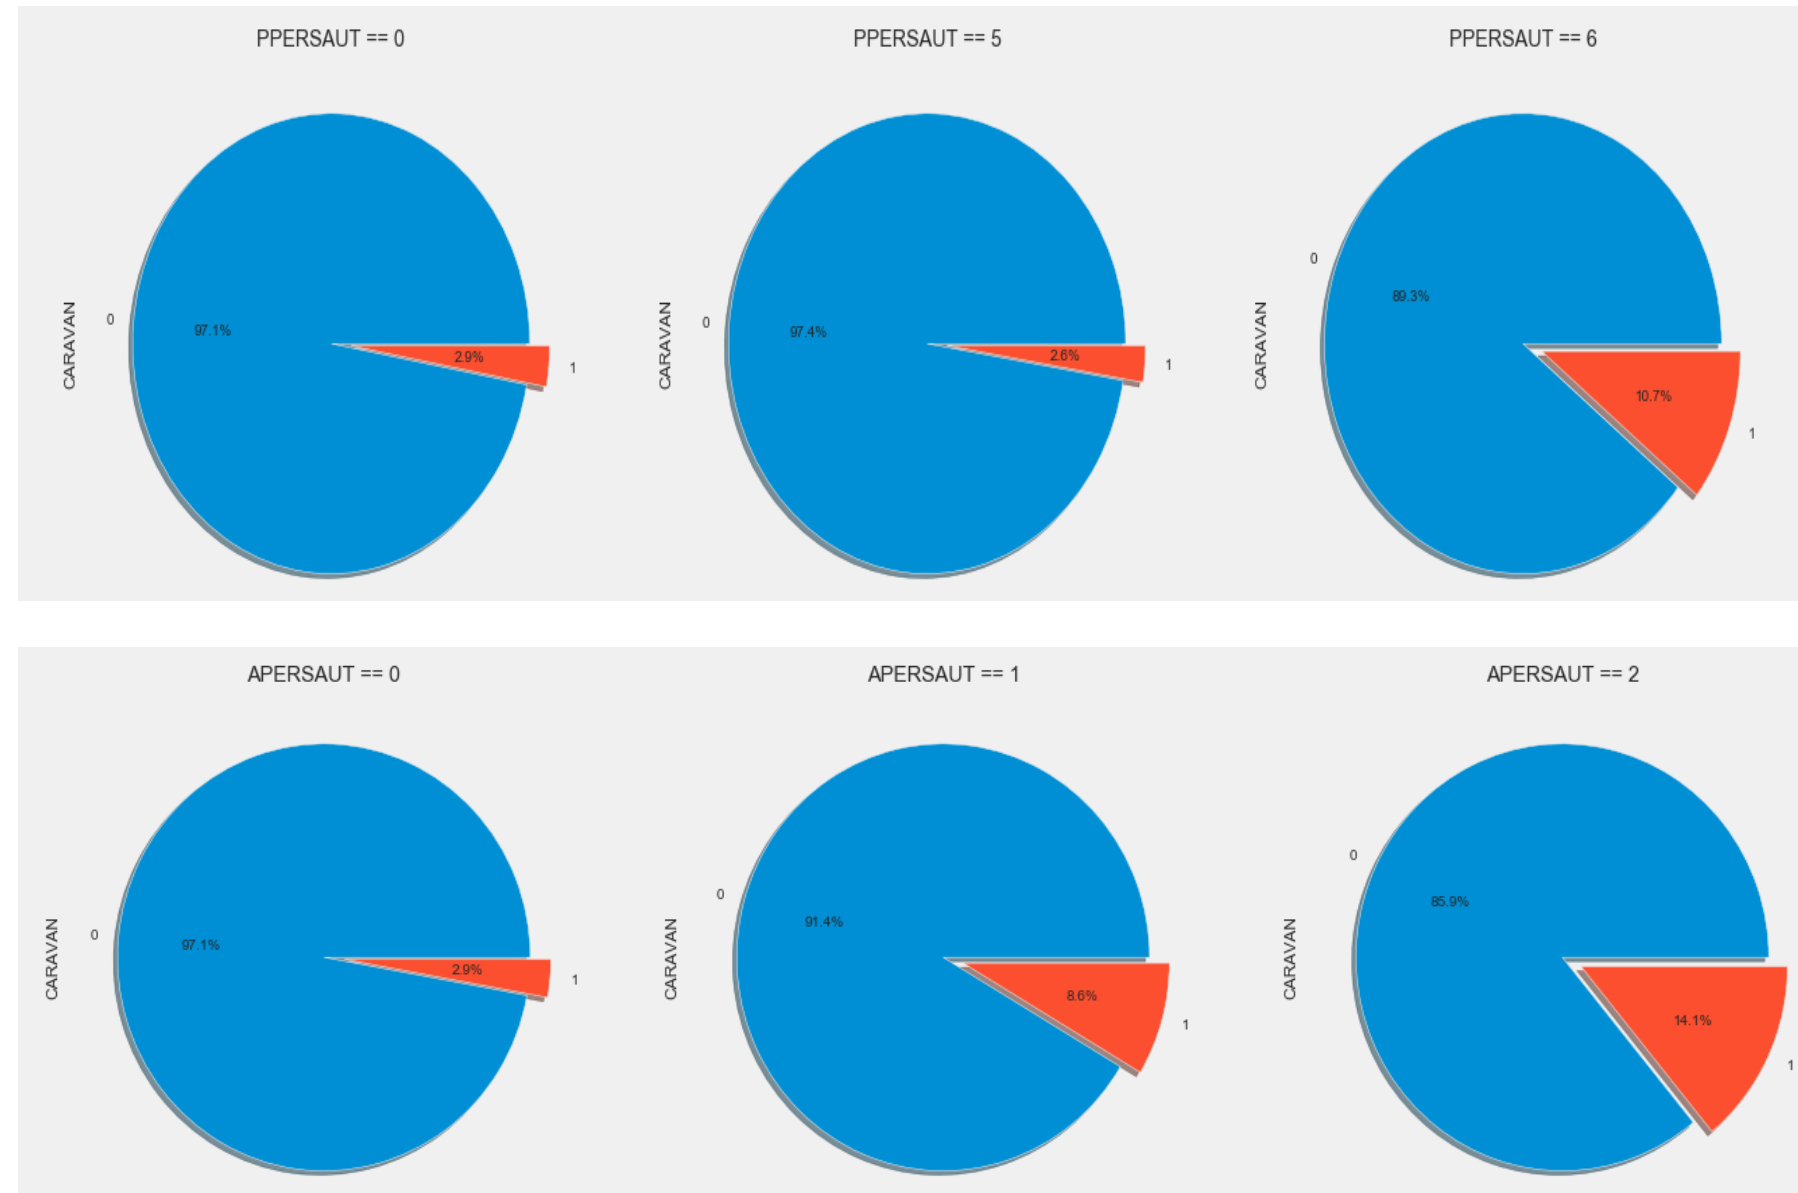 PPERSAUT == 0
PPERSAUT == 5
PPERSAUT == 6
CARAVAN
0
97.1%
2.9%
1
CARAVAN
0
97.4%
2.6%
1
CARAVAN
0
89.3%
10.7%
1
APERSAUT == 0
APERSAUT == 1
APERSAUT == 2
CARAVAN
0
97.1%
2.9%
1
CARAVAN
0
91.4%
8.6%
1
CARAVAN
0
85.9%
14.1%
1